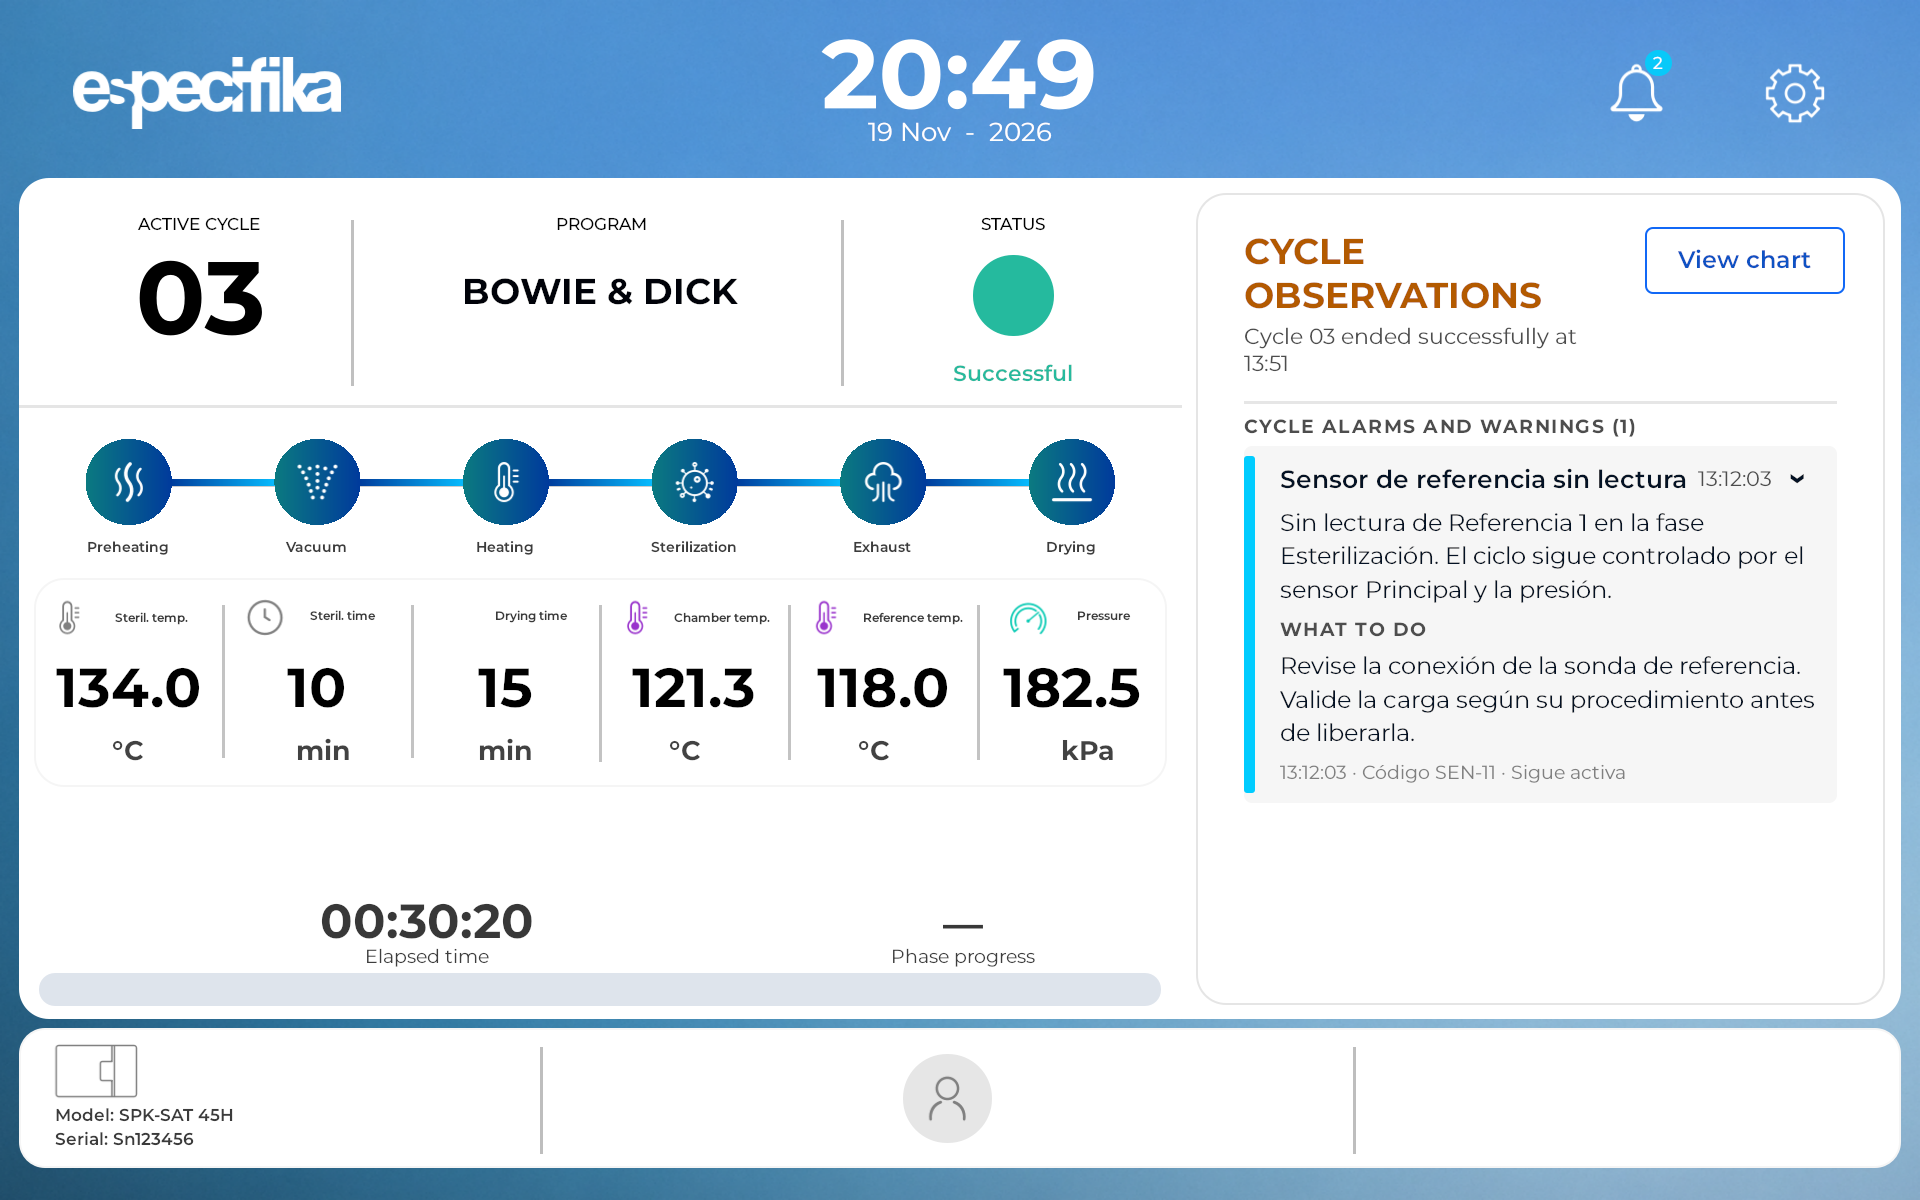 especifika
20:49
19 Nov - 2026
2
ACTIVE CYCLE
03
PROGRAM
BOWIE & DICK
STATUS
Successful
Preheating
Vacuum
Heating
Sterilization
Exhaust
Drying
Steril. temp.
134.0
°C
Steril. time
10
min
Drying time
15
min
Chamber temp.
121.3
°C
Reference temp.
118.0
°C
Pressure
182.5
kPa
00:30:20
Elapsed time
—
Phase progress
CYCLE
OBSERVATIONS
View chart
Cycle 03 ended successfully at
13:51
CYCLE ALARMS AND WARNINGS (1)
Sensor de referencia sin lectura 13:12:03
Sin lectura de Referencia 1 en la fase
Esterilización. El ciclo sigue controlado por el
sensor Principal y la presión.
WHAT TO DO
Revise la conexión de la sonda de referencia.
Valide la carga según su procedimiento antes
de liberarla.
13:12:03 · Código SEN-11 · Sigue activa
Model: SPK-SAT 45H
Serial: Sn123456